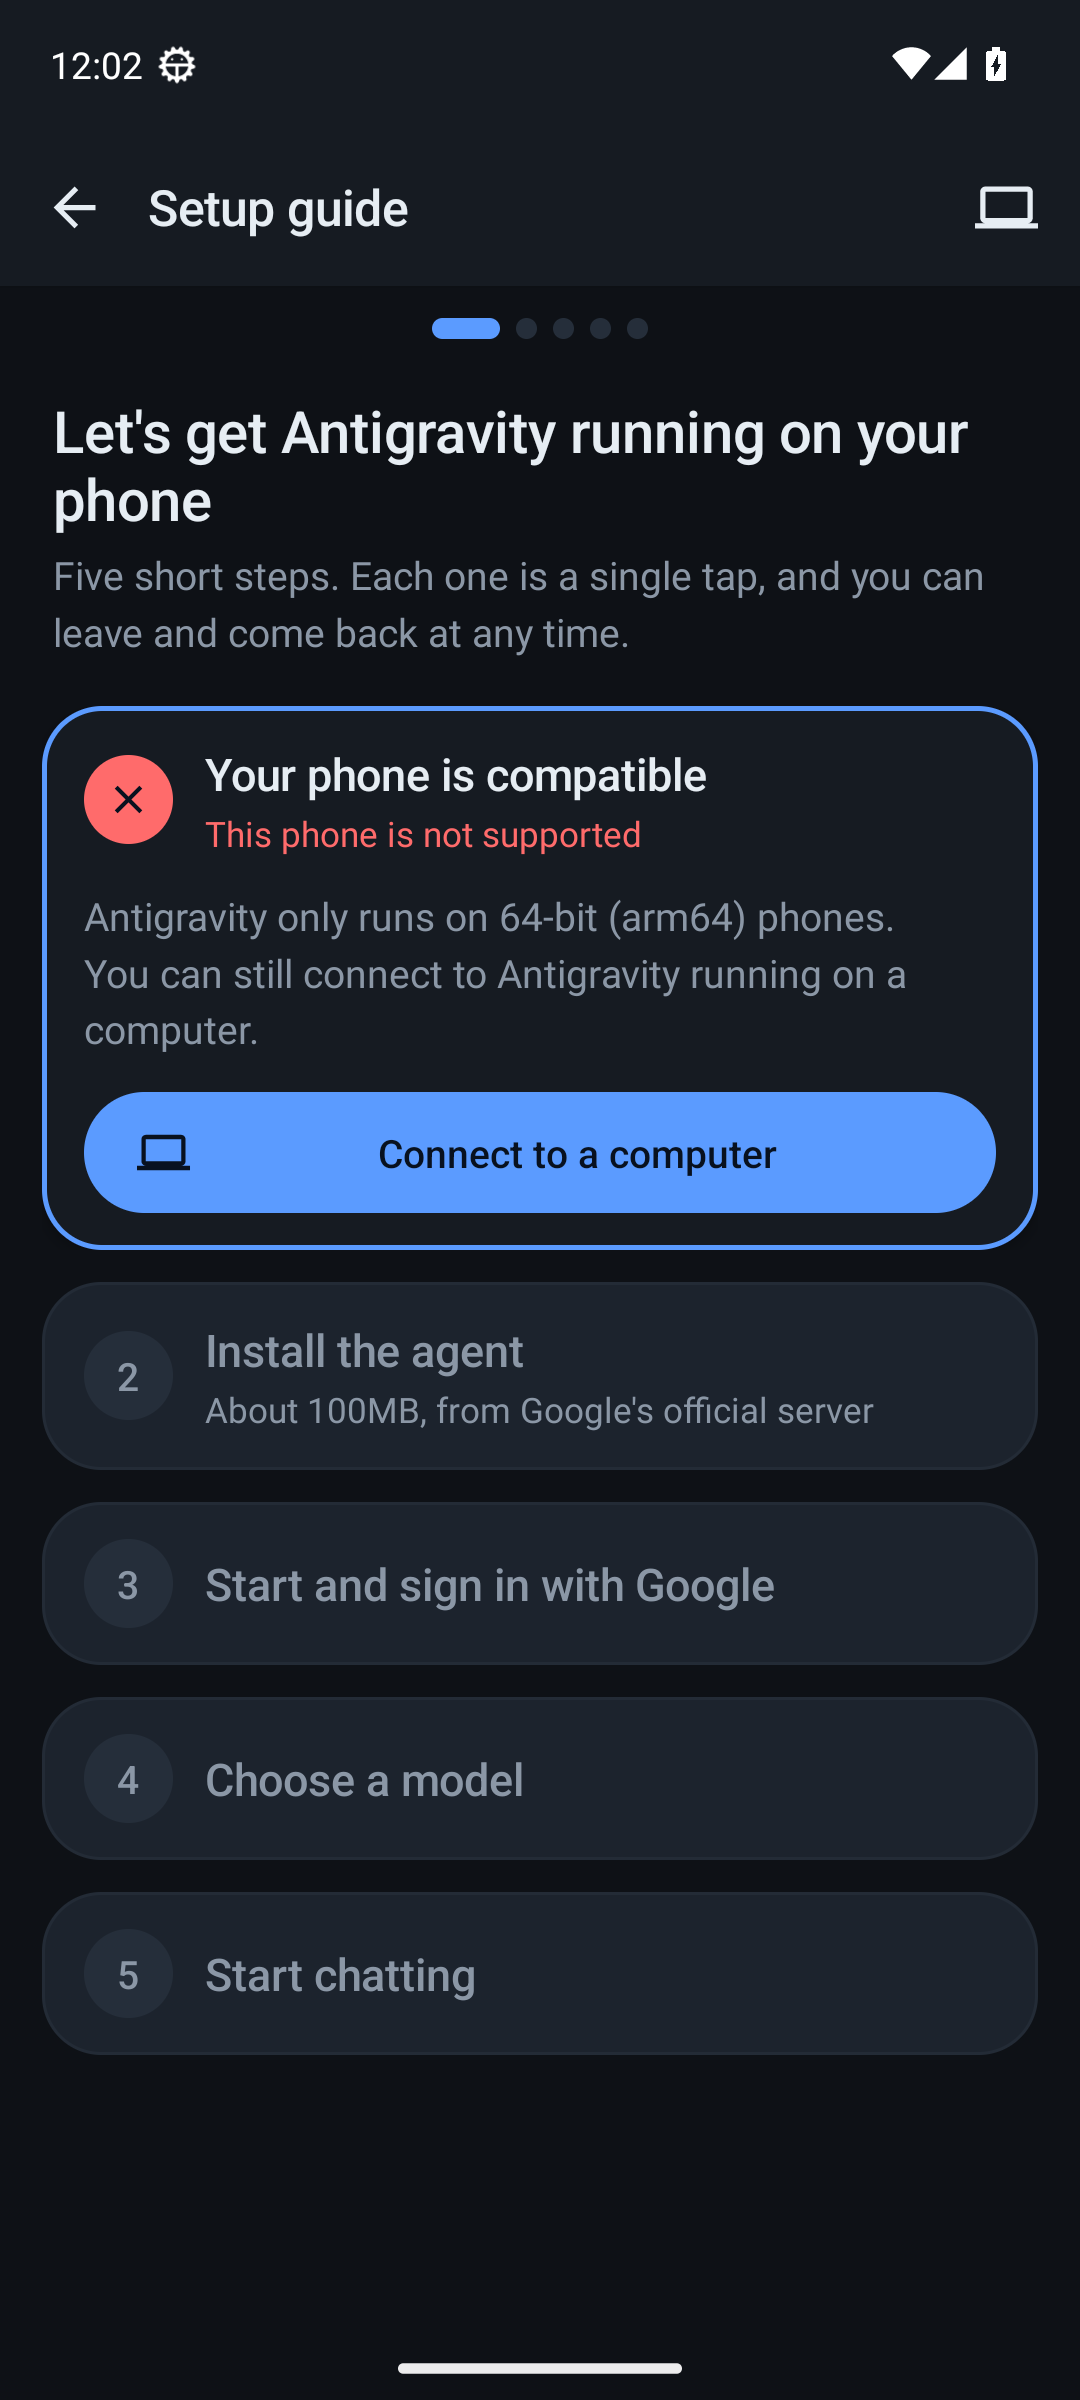 12:02
Setup guide
Let's get Antigravity running on your
phone
Five short steps. Each one is a single tap, and you can
leave and come back at any time.
Your phone is compatible
This phone is not supported
Antigravity only runs on 64-bit (arm64) phones.
You can still connect to Antigravity running on a
computer.
Connect to a computer
2
Install the agent
About 100MB, from Google's official server
3
Start and sign in with Google
4
Choose a model
5
Start chatting